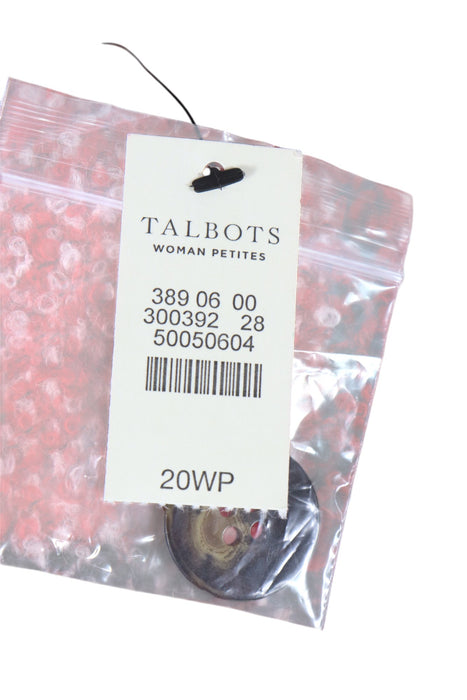 TALBOTS
WOMAN PETITES
389 06 00
300392 28
50050604
20WP